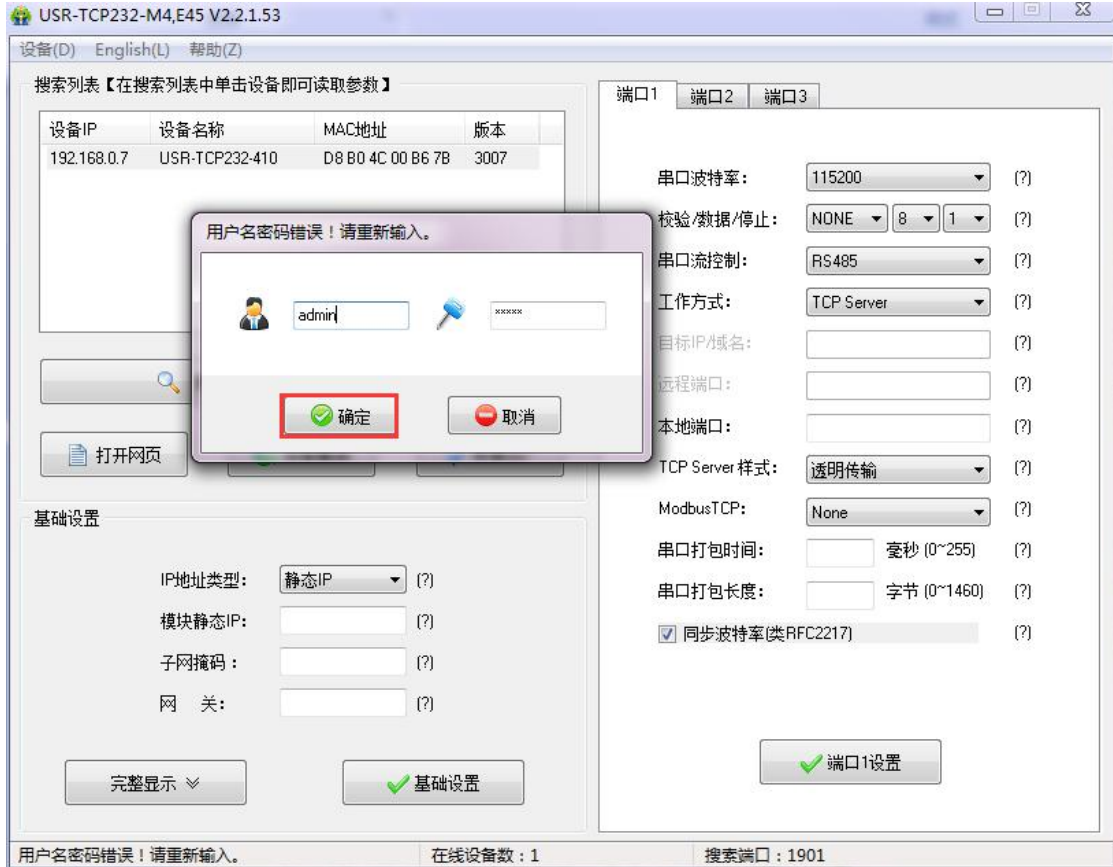 USR-TCP232-M4,E45 V2.2.1.53
设备(D) English(L) 帮助(Z)
搜索列表【在搜索列表中单击设备即可读取参数】
设备IP 设备名称 MAC地址 版本
192.168.0.7 USR-TCP232-410 D8 B0 4C 00 B6 7B 3007
用户名密码错误！请重新输入。
admin ×××××
确定 取消
打开网页
基础设置
IP地址类型： 静态IP (?)
模块静态IP： (?)
子网掩码： (?)
网 关： (?)
完整显示 基础设置
端口1 端口2 端口3
串口波特率： 115200 (?)
校验/数据/停止： NONE 8 1 (?)
串口流控制： RS485 (?)
工作方式： TCP Server (?)
目标IP/域名： (?)
远程端口： (?)
本地端口： (?)
TCP Server 样式： 透明传输 (?)
ModbusTCP： None (?)
串口打包时间： 毫秒 (0~255) (?)
串口打包长度： 字节 (0~1460) (?)
同步波特率(类RFC2217) (?)
端口1设置
用户名密码错误！请重新输入。 在线设备数：1 搜索端口：1901